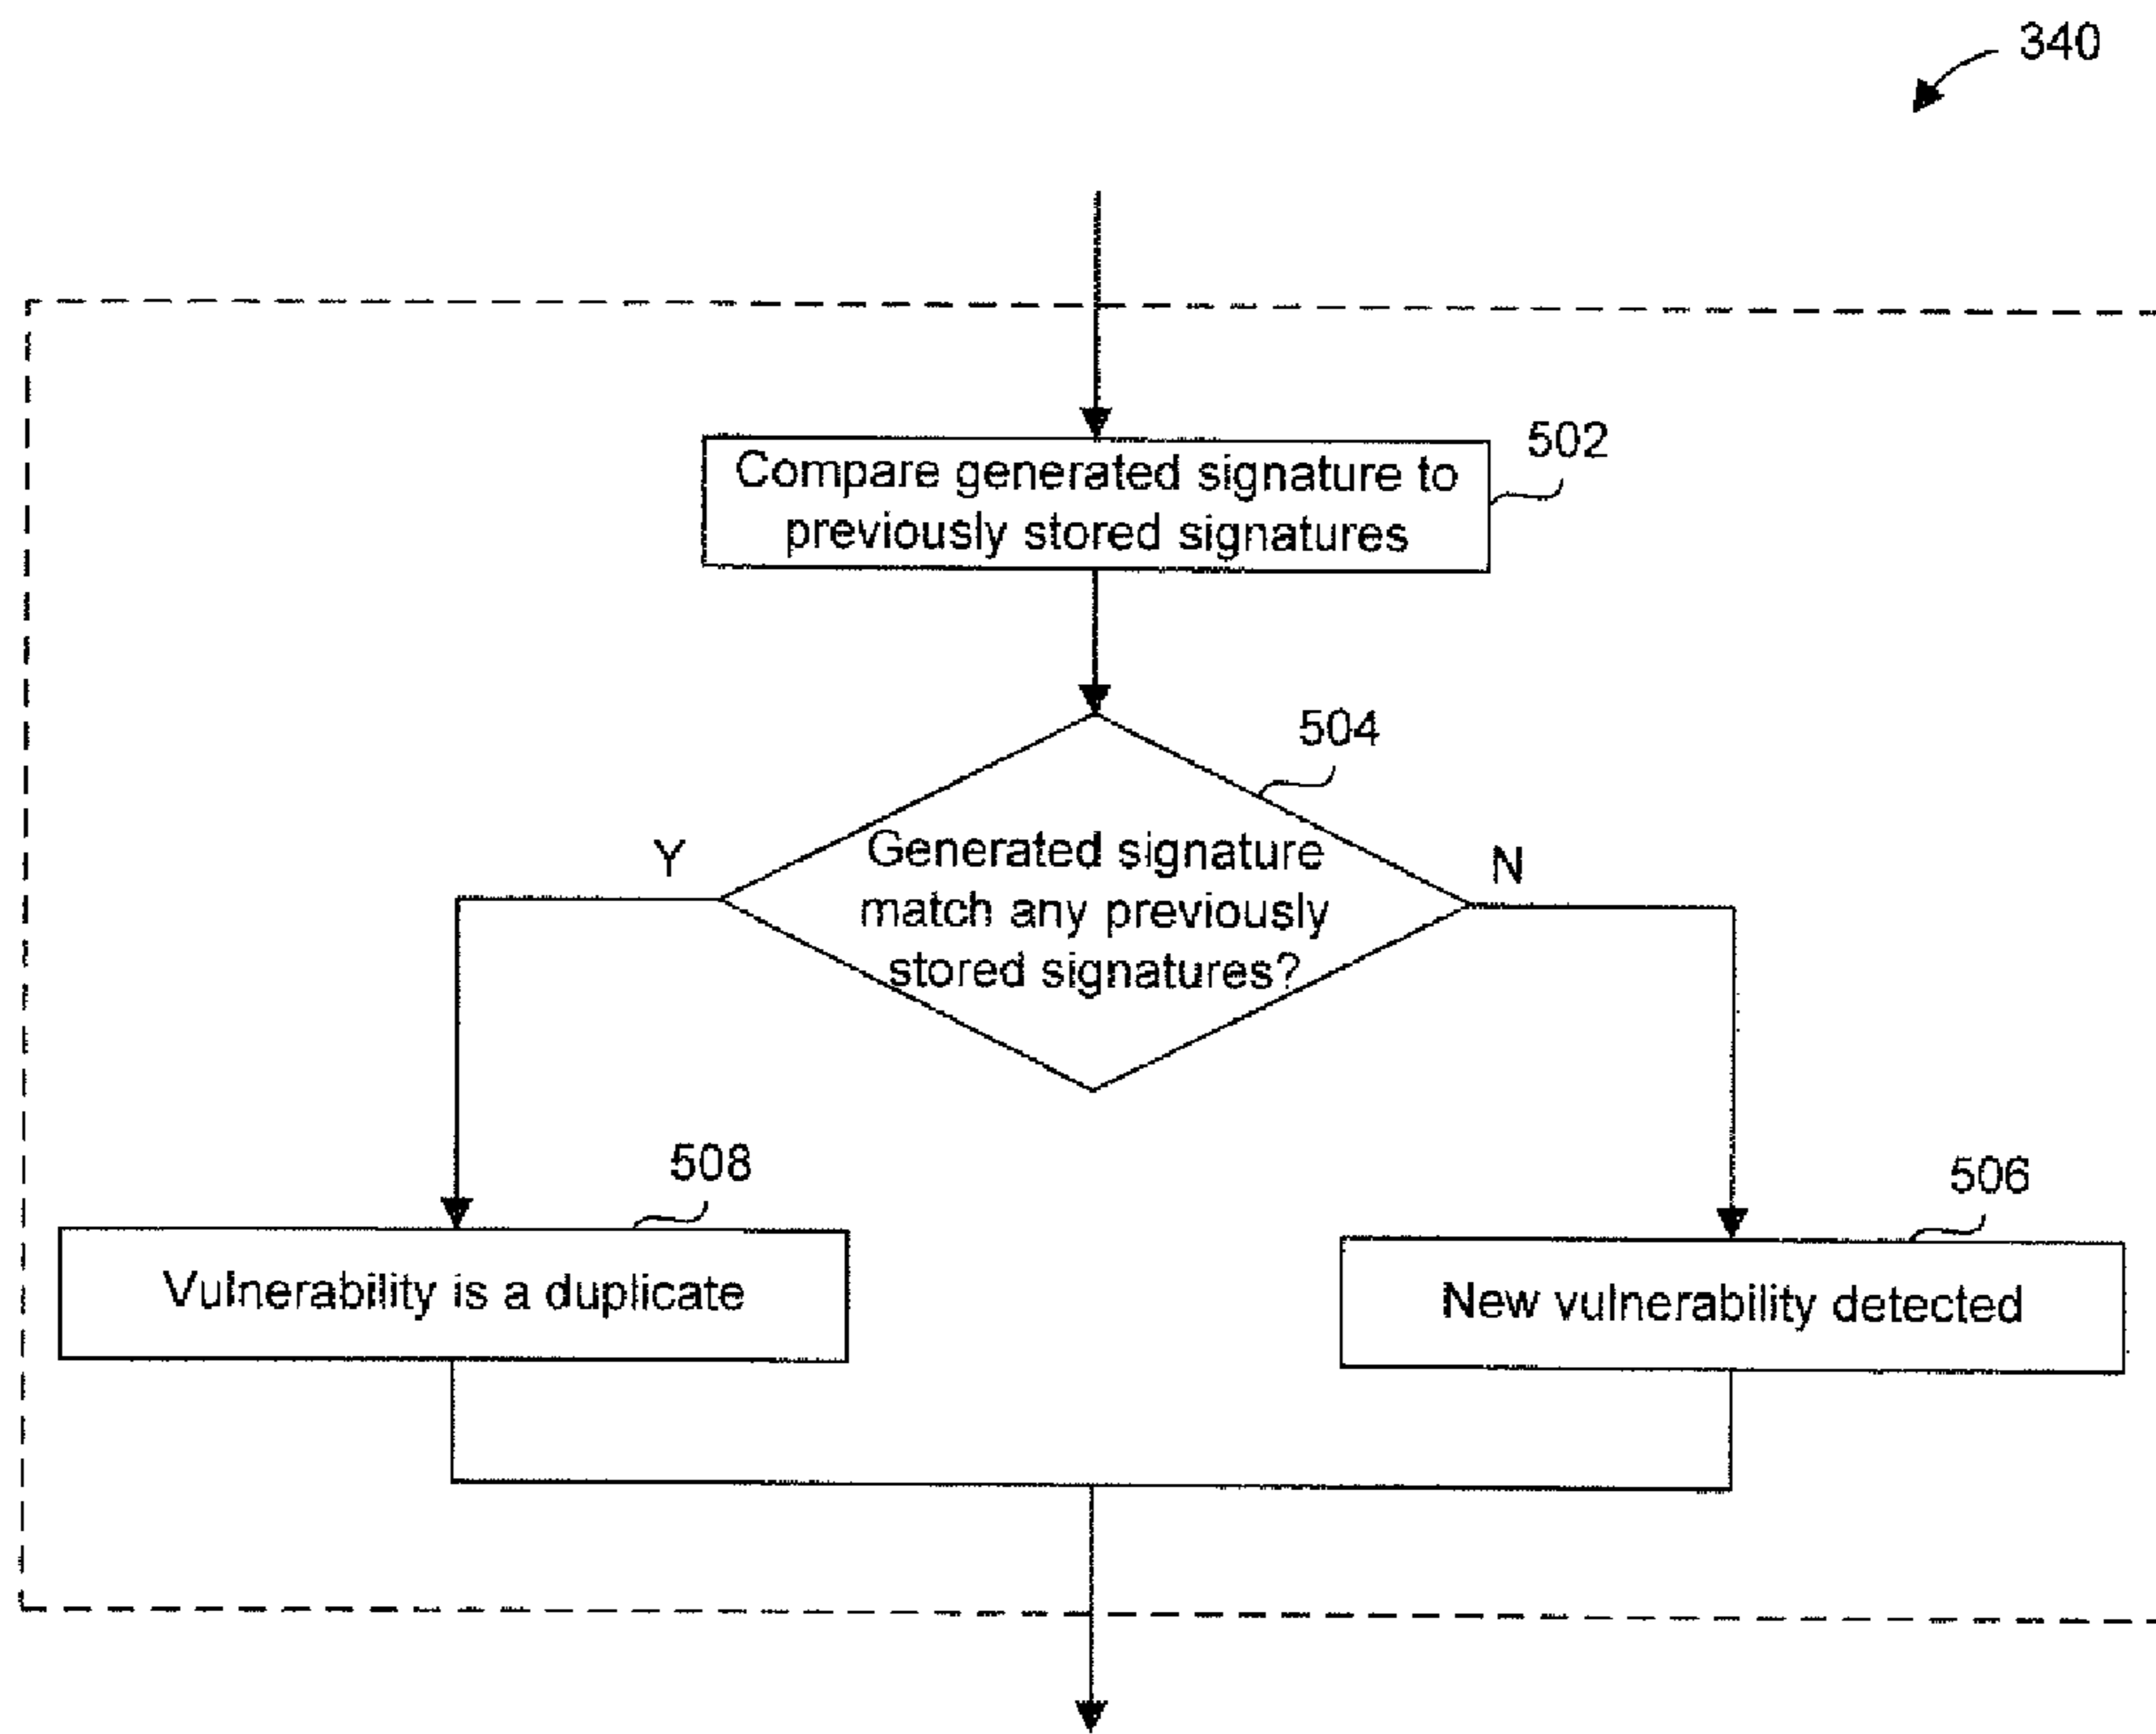 340
Compare generated signature to
previously stored signatures
502
504
Y
Generated signature
match any previously
stored signatures?
N
508
Vulnerability is a duplicate
506
New vulnerability detected